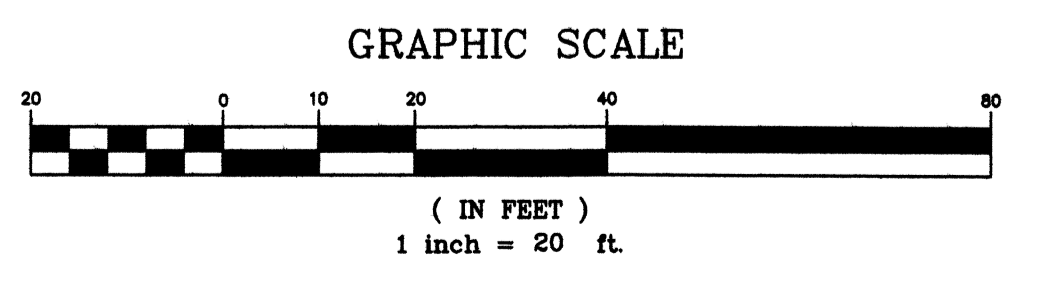 GRAPHIC SCALE
20 0 10 20 40 80
( IN FEET )
1 inch = 20 ft.